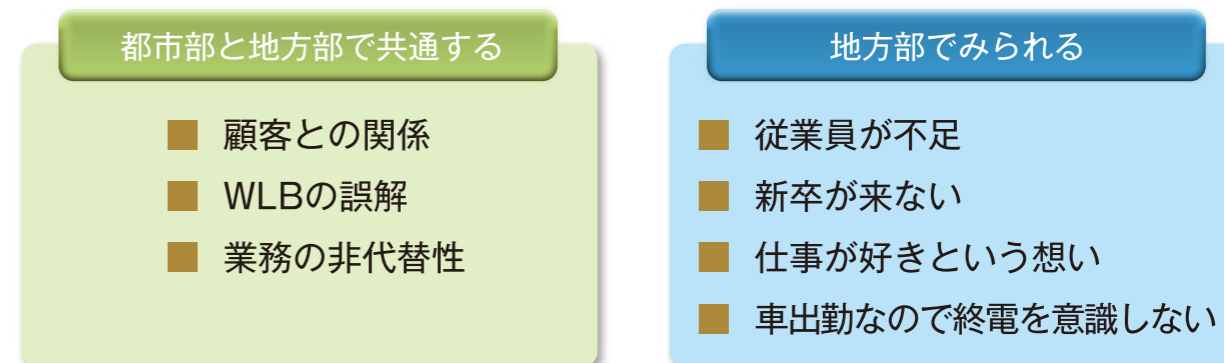 都市部と地方部で共通する
顧客との関係
WLBの誤解
業務の非代替性
地方部でみられる
従業員が不足
新卒が来ない
仕事が好きという想い
車出勤なので終電を意識しない